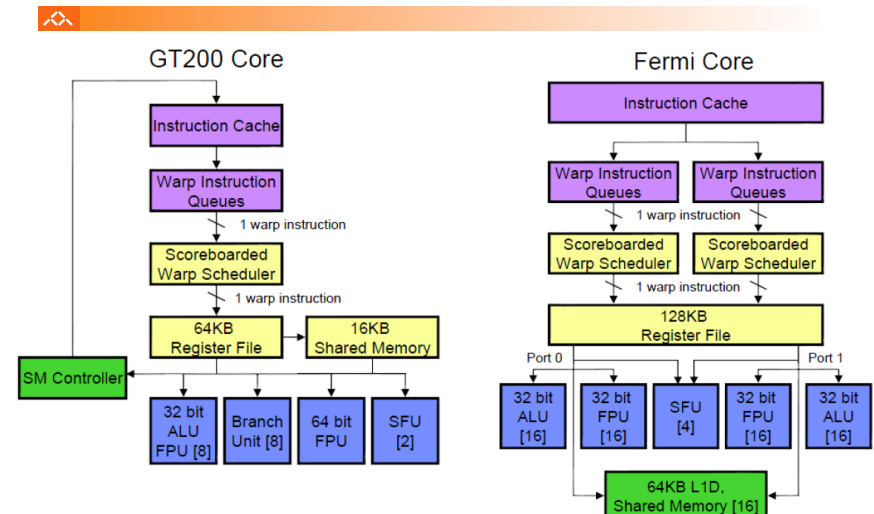 GT200 Core
Instruction Cache
Warp Instruction
Queues
1 warp instruction
Scoreboarded
Warp Scheduler
1 warp instruction
64KB
Register File
16KB
Shared Memory
SM Controller
32 bit
ALU
FPU [8]
Branch
Unit [8]
64 bit
FPU
SFU
[2]
Fermi Core
Instruction Cache
Warp Instruction
Queues
Warp Instruction
Queues
1 warp instruction
Scoreboarded
Warp Scheduler
Scoreboarded
Warp Scheduler
1 warp instruction
128KB
Register File
Port 0
Port 1
32 bit
ALU
[16]
32 bit
FPU
[16]
SFU
[4]
32 bit
FPU
[16]
32 bit
ALU
[16]
64KB L1D,
Shared Memory [16]